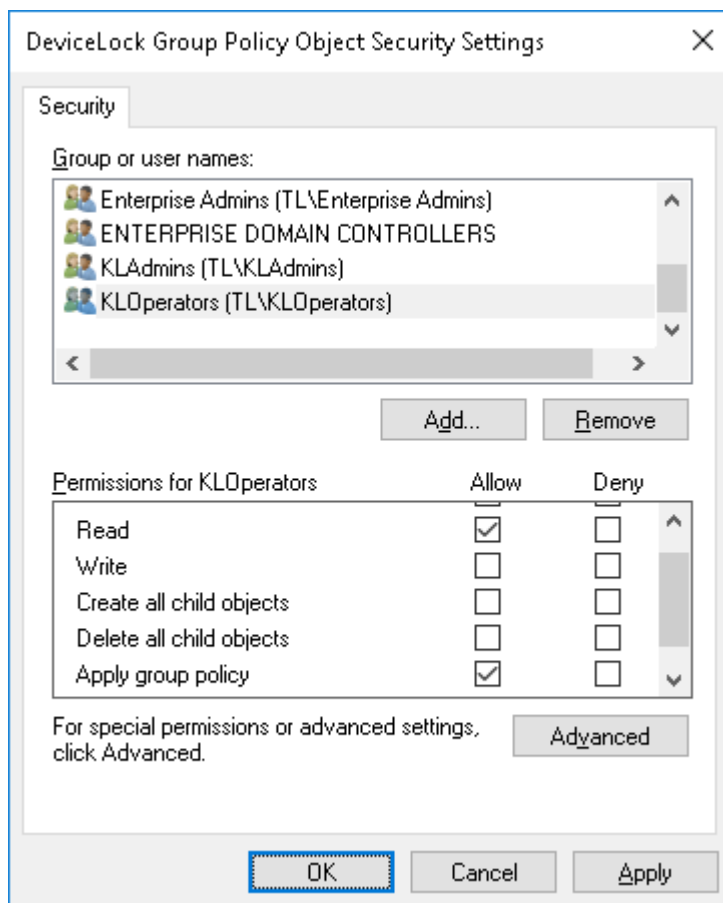 DeviceLock Group Policy Object Security Settings
Security
Group or user names:
Enterprise Admins (TL\Enterprise Admins)
ENTERPRISE DOMAIN CONTROLLERS
KLAdmins (TL\KLAdmins)
KLOperators (TL\KLOperators)
Add... Remove
Permissions for KLOperators Allow Deny
Read
Write
Create all child objects
Delete all child objects
Apply group policy
For special permissions or advanced settings, Advanced
click Advanced.
OK Cancel Apply